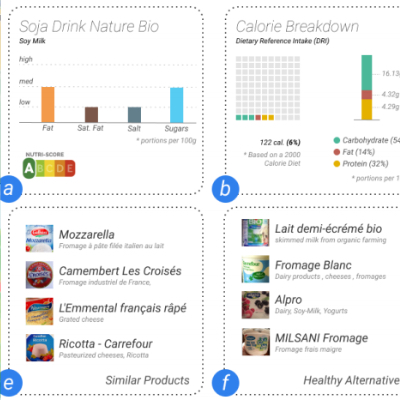 Soja Drink Nature Bio
Soy Milk
high
med
low
Fat
Sat. Fat
Salt
Sugars
* portions per 100g
NUTRI-SCORE
A B C D E
a
Calorie Breakdown
Dietary Reference Intake (DRI)
16.13
4.32g
4.29g
122 cal. (6%)
* Based on a 2000
Calorie Diet
Carbohydrate (54
Fat (14%)
Protein (32%)
* portions per 1
b
Mozzarella
Fromage à pâte filée italien au lait
Camembert Les Croisés
Fromage industriel de France,
L'Emmental français râpé
Grated cheese
Ricotta - Carrefour
Pasteurized cheeses, Ricotta
e
Similar Products
Lait demi-écrémé bio
skimmed milk from organic farming
Fromage Blanc
Dairy products , cheeses , fromages
Alpro
Dairy, Soy-Milk, Yogurts
MILSANI Fromage
Fromage frais maigre
f
Healthy Alternative